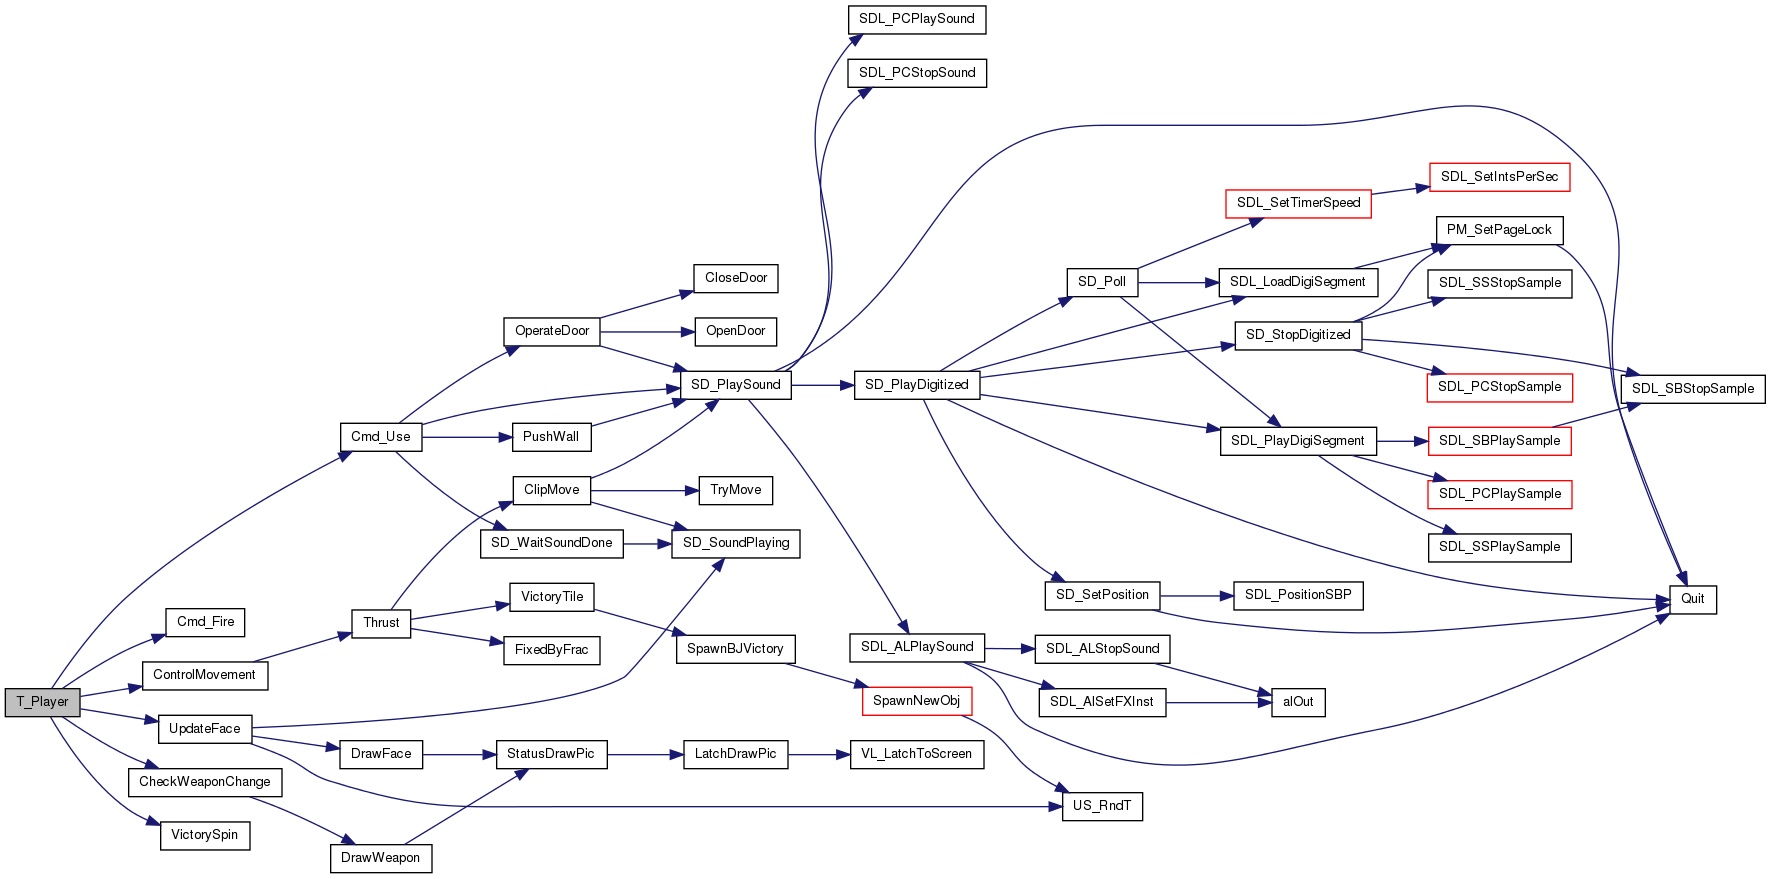 SDL_PCPlaySound
SDL_PCStopSound
SDL_SetIntsPerSec
SDL_SetTimerSpeed
PM_SetPageLock
CloseDoor
SD_Poll
SDL_LoadDigiSegment
SDL_SSStopSample
OperateDoor
OpenDoor
SD_StopDigitized
SD_PlaySound
SD_PlayDigitized
SDL_PCStopSample
SDL_SBStopSample
Cmd_Use
PushWall
SDL_PlayDigiSegment
SDL_SBPlaySample
ClipMove
TryMove
SDL_PCPlaySample
SD_WaitSoundDone
SD_SoundPlaying
SDL_SSPlaySample
VictoryTile
SD_SetPosition
SDL_PositionSBP
Quit
Cmd_Fire
Thrust
FixedByFrac
SpawnBJVictory
SDL_ALPlaySound
SDL_ALStopSound
ControlMovement
T_Player
SpawnNewObj
SDL_AlSetFXInst
alOut
UpdateFace
DrawFace
StatusDrawPic
LatchDrawPic
VL_LatchToScreen
CheckWeaponChange
US_RndT
VictorySpin
DrawWeapon